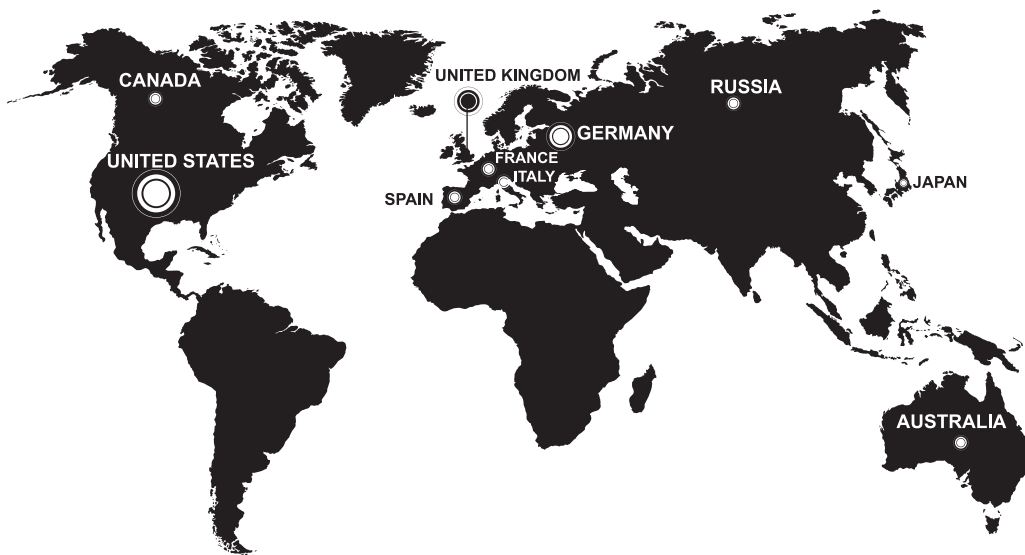 UNITED KINGDOM
CANADA
RUSSIA
GERMANY
UNITED STATES
FRANCE
ITALY
JAPAN
SPAIN
AUSTRALIA